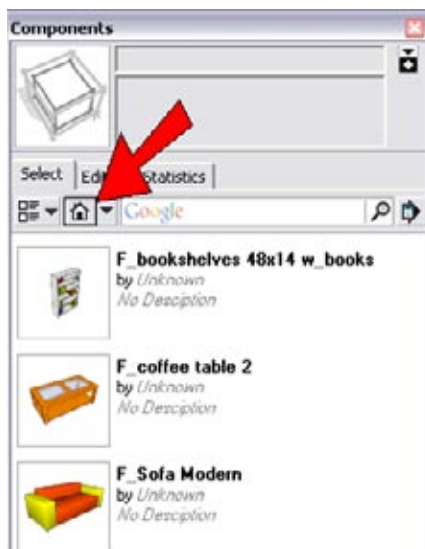 Components
Select Edit Statistics
Google
F_bookshelves 48x14 w_books
by Unknown
No Desciption
F_coffee table 2
by Unknown
No Desciption
F_Sofa Modern
by Unknown
No Desciption